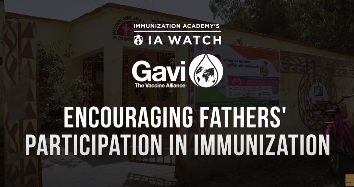 IMMUNIZATION ACADEMY'S
IA WATCH
Gavi
The Vaccine Alliance
ENCOURAGING FATHERS'
PARTICIPATION IN IMMUNIZATION